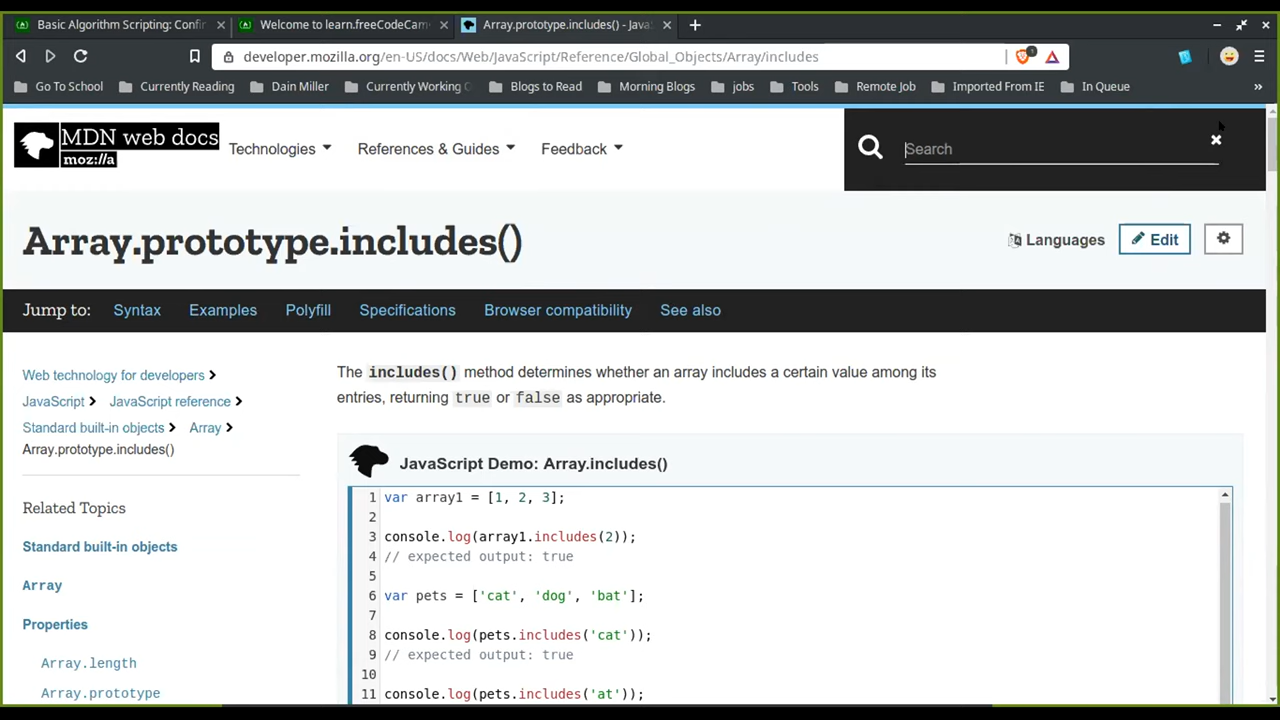 Basic Algorithm Scripting: Confir
Welcome to learn.freeCodeCam
Array.prototype.includes() - Java
developer.mozilla.org/en-US/docs/Web/JavaScript/Reference/Global_Objects/Array/includes
1
Go To School
Currently Reading
Dain Miller
Currently Working
Blogs to Read
Morning Blogs
jobs
Tools
Remote Job
Imported From IE
In Queue
»
MDN web docs
moz://a
Technologies
References & Guides
Feedback
Search
Array.prototype.includes()
Languages
Edit
Jump to: Syntax Examples Polyfill Specifications Browser compatibility See also
Web technology for developers
JavaScript JavaScript reference
Standard built-in objects Array
Array.prototype.includes()
Related Topics
Standard built-in objects
Array
Properties
Array.length
Array.prototype
The includes() method determines whether an array includes a certain value among its
entries, returning true or false as appropriate.
JavaScript Demo: Array.includes()
1 var array1 = [1, 2, 3];
2
3 console.log(array1.includes(2));
4 // expected output: true
5
6 var pets = ['cat', 'dog', 'bat'];
7
8 console.log(pets.includes('cat'));
9 // expected output: true
10
11 console.log(pets.includes('at'));